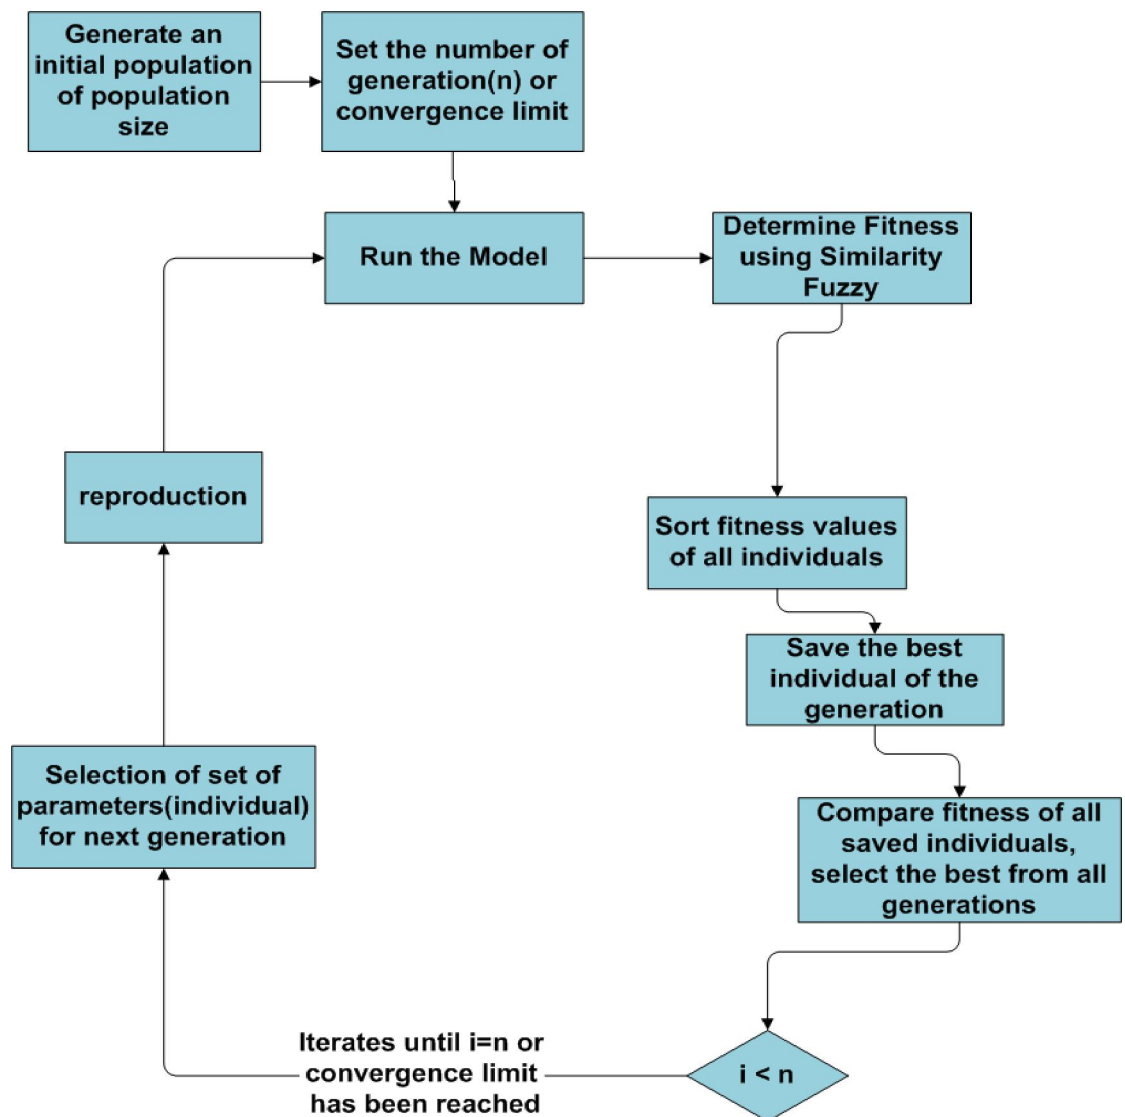 Generate an
initial population
of population
size
Set the number of
generation(n) or
convergence limit
Run the Model
Determine Fitness
using Similarity
Fuzzy
Sort fitness values
of all individuals
Save the best
individual of the
generation
Compare fitness of all
saved individuals,
select the best from all
generations
i < n
Iterates until i=n or
convergence limit
has been reached
Selection of set of
parameters(individual)
for next generation
reproduction